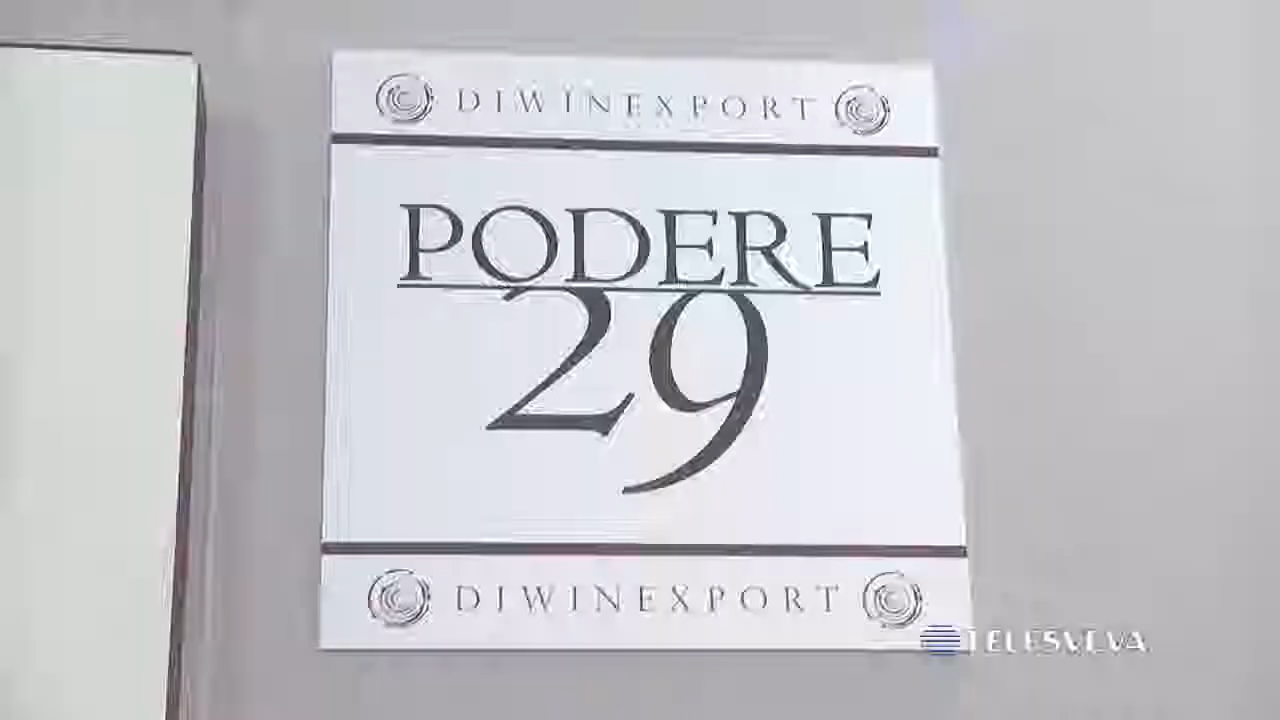 DIWINEXPORT
PODERE
29
DIWINEXPORT
TELESVEVA